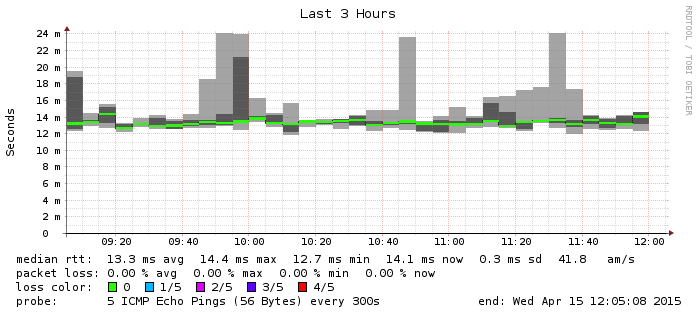 Last 3 Hours
RRDTOOL / TOBI OETIKER
Seconds
24 m
22 m
20 m
18 m
16 m
14 m
12 m
10 m
8 m
6 m
4 m
2 m
0
09:20 09:40 10:00 10:20 10:40 11:00 11:20 11:40 12:00
median rtt: 13.3 ms avg 14.4 ms max 12.7 ms min 14.1 ms now 0.3 ms sd 41.8 am/s
packet loss: 0.00 % avg 0.00 % max 0.00 % min 0.00 % now
loss color: 0 1/5 2/5 3/5 4/5
probe: 5 ICMP Echo Pings (56 Bytes) every 300s end: Wed Apr 15 12:05:08 2015